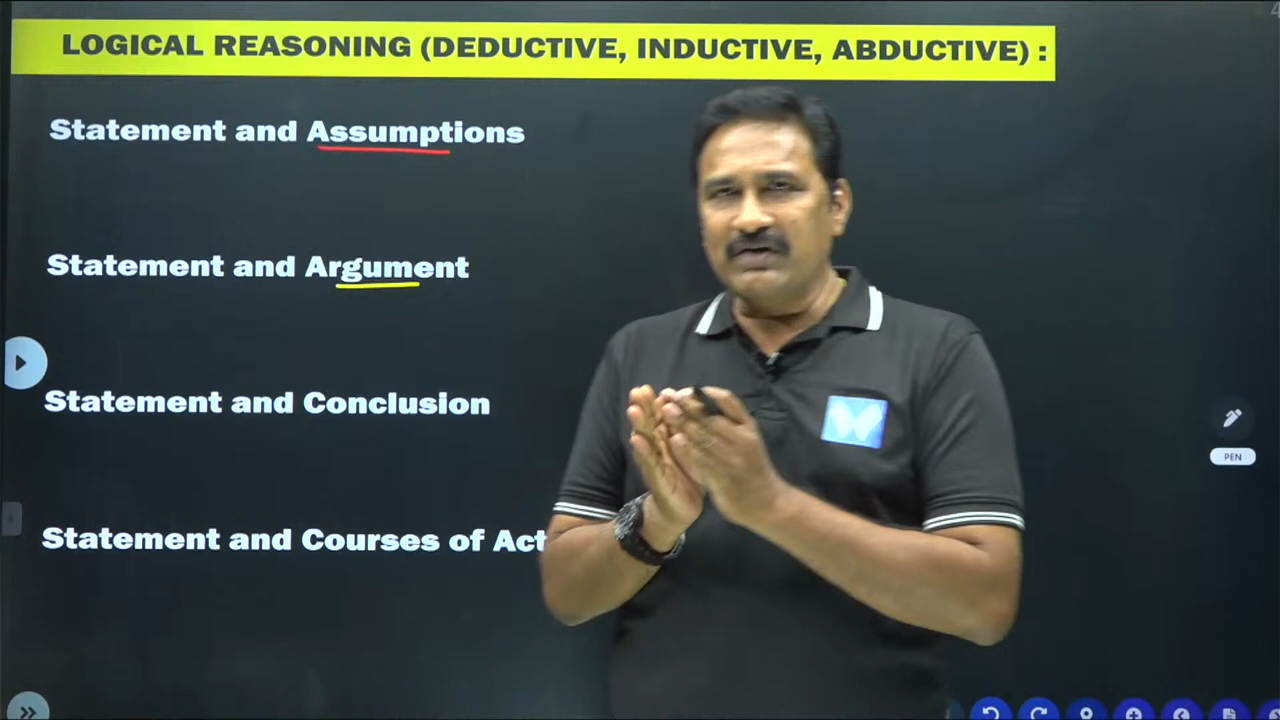 LOGICAL REASONING (DEDUCTIVE, INDUCTIVE, ABDUCTIVE) :
Statement and Assumptions
Statement and Argument
Statement and Conclusion
PEN
Statement and Courses of Act